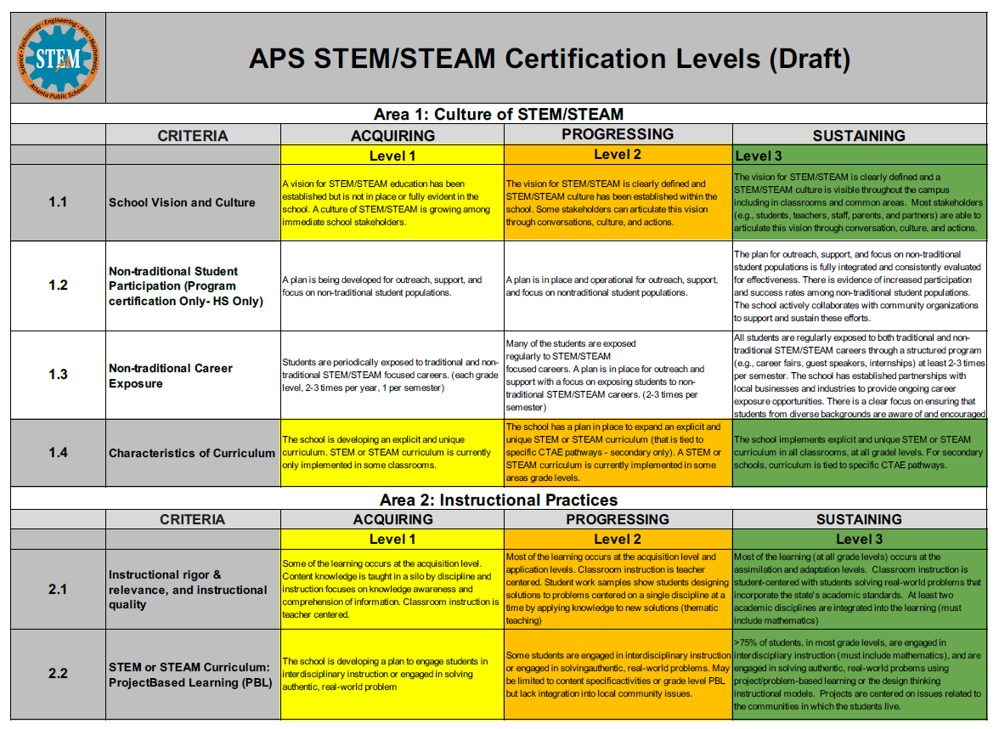 Science • Technology • Engineering • Arts • Mathematics
STEM
Atlanta Public Schools
APS STEM/STEAM Certification Levels (Draft)
Area 1: Culture of STEM/STEAM
CRITERIA
ACQUIRING
PROGRESSING
SUSTAINING
Level 1
Level 2
Level 3
1.1
School Vision and Culture
A vision for STEM/STEAM education has been
established but is not in place or fully evident in the
school. A culture of STEM/STEAM is growing among
immediate school stakeholders.
The vision for STEM/STEAM is clearly defined and
STEM/STEAM culture has been established within the
school. Some stakeholders can articulate this vision
through conversations, culture, and actions.
The vision for STEM/STEAM is clearly defined and a
STEM/STEAM culture is visible throughout the campus
including in classrooms and common areas. Most stakeholders
(e.g., students, teachers, staff, parents, and partners) are able to
articulate this vision through conversation, culture, and actions.
1.2
Non-traditional Student
Participation (Program
certification Only- HS Only)
A plan is being developed for outreach, support, and
focus on non-traditional student populations.
A plan is in place and operational for outreach, support,
and focus on nontraditional student populations.
The plan for outreach, support, and focus on non-traditional
student populations is fully integrated and consistently evaluated
for effectiveness. There is evidence of increased participation
and success rates among non-traditional student populations.
The school actively collaborates with community organizations
to support and sustain these efforts.
1.3
Non-traditional Career
Exposure
Students are periodically exposed to traditional and non-
traditional STEM/STEAM focused careers. (each grade
level, 2-3 times per year, 1 per semester)
Many of the students are exposed
regularly to STEM/STEAM
focused careers. A plan is in place for outreach and
support with a focus on exposing students to non-
traditional STEM/STEAM careers. (2-3 times per
semester)
All students are regularly exposed to both traditional and non-
traditional STEM/STEAM careers through a structured program
(e.g., career fairs, guest speakers, internships) at least 2-3 times
per semester. The school has established partnerships with
local businesses and industries to provide ongoing career
exposure opportunities. There is a clear focus on ensuring that
students from diverse backgrounds are aware of and encouraged
1.4
Characteristics of Curriculum
The school is developing an explicit and unique
curriculum. STEM or STEAM curriculum is currently
only implemented in some classrooms.
The school has a plan in place to expand an explicit and
unique STEM or STEAM curriculum (that is tied to
specific CTAE pathways - secondary only). A STEM or
STEAM curriculum is currently implemented in some
areas grade levels.
The school implements explicit and unique STEM or STEAM
curriculum in all classrooms, at all gradel levels. For secondary
schools, curriculum is tied to specific CTAE pathways.
Area 2: Instructional Practices
CRITERIA
ACQUIRING
PROGRESSING
SUSTAINING
Level 1
Level 2
Level 3
2.1
Instructional rigor &
relevance, and instructional
quality
Some of the learning occurs at the acquisition level.
Content knowledge is taught in a silo by discipline and
instruction focuses on knowledge awareness and
comprehension of information. Classroom instruction is
teacher centered.
Most of the learning occurs at the acquisition level and
application levels. Classroom instruction is teacher
centered. Student work samples show students designing
solutions to problems centered on a single discipline at a
time by applying knowledge to new solutions (thematic
teaching)
Most of the learning (at all grade levels) occurs at the
assimilation and adaptation levels.  Classroom instruction is
student-centered with students solving real-world problems that
incorporate the state's academic standards.  At least two
academic disciplines are integrated into the learning (must
include mathematics)
2.2
STEM or STEAM Curriculum:
ProjectBased Learning (PBL)
The school is developing a plan to engage students in
interdisciplinary instruction or engaged in solving
authentic, real-world problem
Some students are engaged in interdisciplinary instruction
or engaged in solvingauthentic, real-world problems. May
be limited to content specificactivities or grade level PBL
but lack integration into local community issues.
>75% of students, in most grade levels, are engaged in
interdiscipliary instruction (must include mathematics), and are
engaged in solving authentic, real-world probems using
project/problem-based learning or the design thinking
instructional models.  Projects are centered on issues related to
the communities in which the students live.